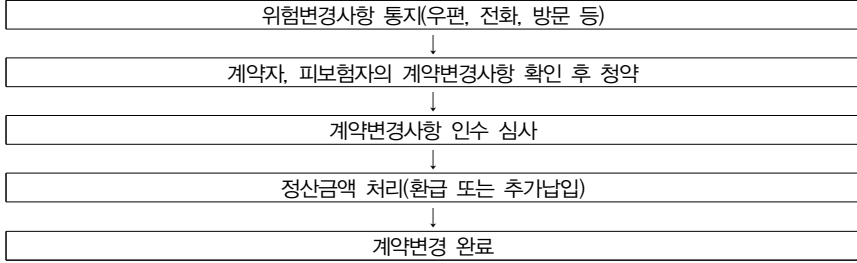 위험변경사항 통지(우편, 전화, 방문 등)
↓
계약자, 피보험자의 계약변경사항 확인 후 청약
↓
계약변경사항 인수 심사
↓
정산금액 처리(환급 또는 추가납입)
↓
계약변경 완료